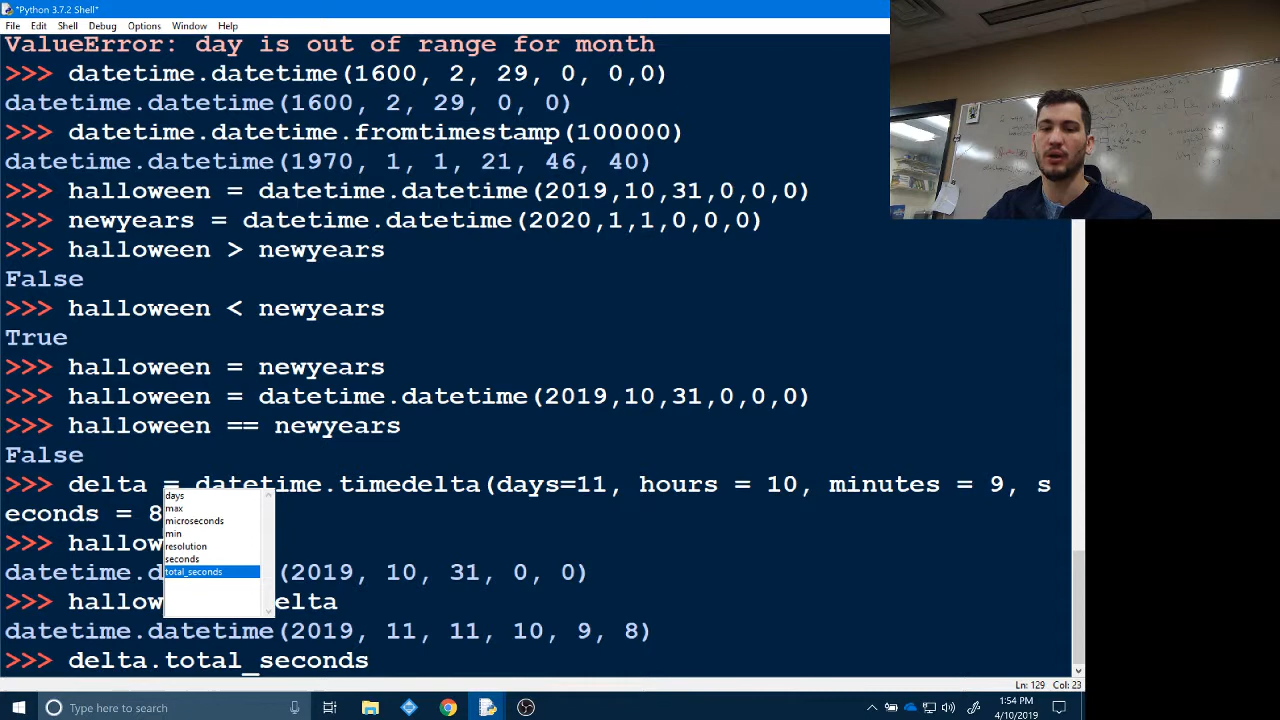 *Python 3.7.2 Shell*
File Edit Shell Debug Options Window Help
ValueError: day is out of range for month
>>> datetime.datetime(1600, 2, 29, 0, 0,0)
datetime.datetime(1600, 2, 29, 0, 0)
>>> datetime.datetime.fromtimestamp(100000)
datetime.datetime(1970, 1, 1, 21, 46, 40)
>>> halloween = datetime.datetime(2019,10,31,0,0,0)
>>> newyears = datetime.datetime(2020,1,1,0,0,0)
>>> halloween > newyears
False
>>> halloween < newyears
True
>>> halloween = newyears
>>> halloween = datetime.datetime(2019,10,31,0,0,0)
>>> halloween == newyears
False
>>> delta = datetime.timedelta(days=11, hours = 10, minutes = 9, s
econds = 8
>>> hallow
datetime.d (2019, 10, 31, 0, 0)
>>> hallow elta
datetime.datetime(2019, 11, 11, 10, 9, 8)
>>> delta.total_seconds
days
max
microseconds
min
resolution
seconds
total_seconds
Ln: 129 Col: 23
Type here to search
1:54 PM
4/10/2019